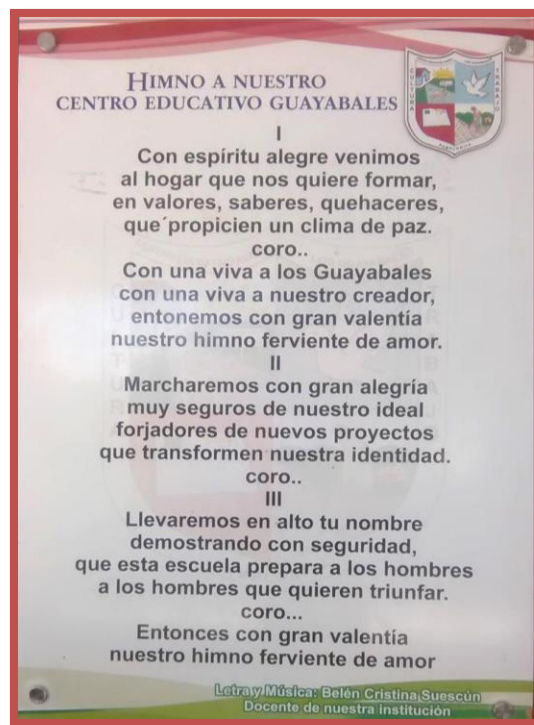 HIMNO A NUESTRO
CENTRO EDUCATIVO GUAYABALES
CULTURA
TRABAJO
I
Con espíritu alegre venimos
al hogar que nos quiere formar,
en valores, saberes, quehaceres,
que´propicien un clima de paz.
coro..
Con una viva a los Guayabales
con una viva a nuestro creador,
entonemos con gran valentía
nuestro himno ferviente de amor.
II
Marcharemos con gran alegría
muy seguros de nuestro ideal
forjadores de nuevos proyectos
que transformen nuestra identidad.
coro..
III
Llevaremos en alto tu nombre
demostrando con seguridad,
que esta escuela prepara a los hombres
a los hombres que quieren triunfar.
coro...
Entonces con gran valentía
nuestro himno ferviente de amor
Letra y Música: Belén Cristina Suescún
Docente de nuestra institución